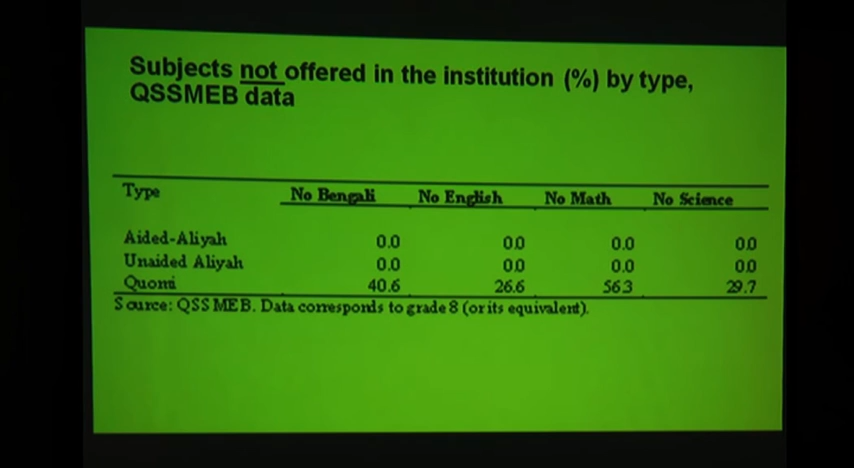 Subjects not offered in the institution (%) by type,
QSSMEB data
Type No Bengali No English No Math No Science
Aided-Aliyah 0.0 0.0 0.0 0.0
Unaided Aliyah 0.0 0.0 0.0 0.0
Quomi 40.6 26.6 56.3 29.7
Source: QSSMEB. Data corresponds to grade 8 (or its equivalent).